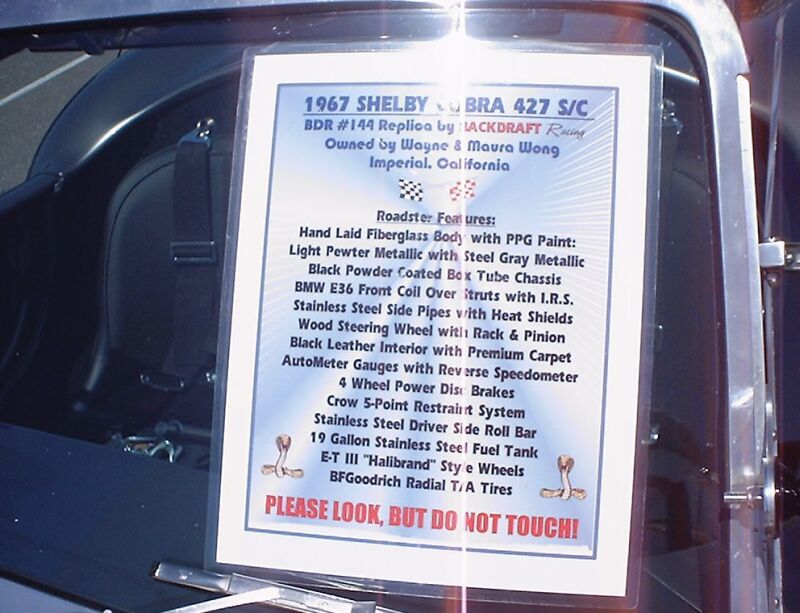 1967 SHELBY COBRA 427 S/C
BDR #144 Replica by BACKDRAFT Racing
Owned by Wayne & Maura Wong
Imperial, California
Roadster Features:
Hand Laid Fiberglass Body with PPG Paint:
Light Pewter Metallic with Steel Gray Metallic
Black Powder Coated Box Tube Chassis
BMW E36 Front Coil Over Struts with I.R.S.
Stainless Steel Side Pipes with Heat Shields
Wood Steering Wheel with Rack & Pinion
Black Leather Interior with Premium Carpet
AutoMeter Gauges with Reverse Speedometer
4 Wheel Power Disc Brakes
Crow 5-Point Restraint System
Stainless Steel Driver Side Roll Bar
19 Gallon Stainless Steel Fuel Tank
E-T III "Halibrand" Style Wheels
BFGoodrich Radial T/A Tires
PLEASE LOOK, BUT DO NOT TOUCH!